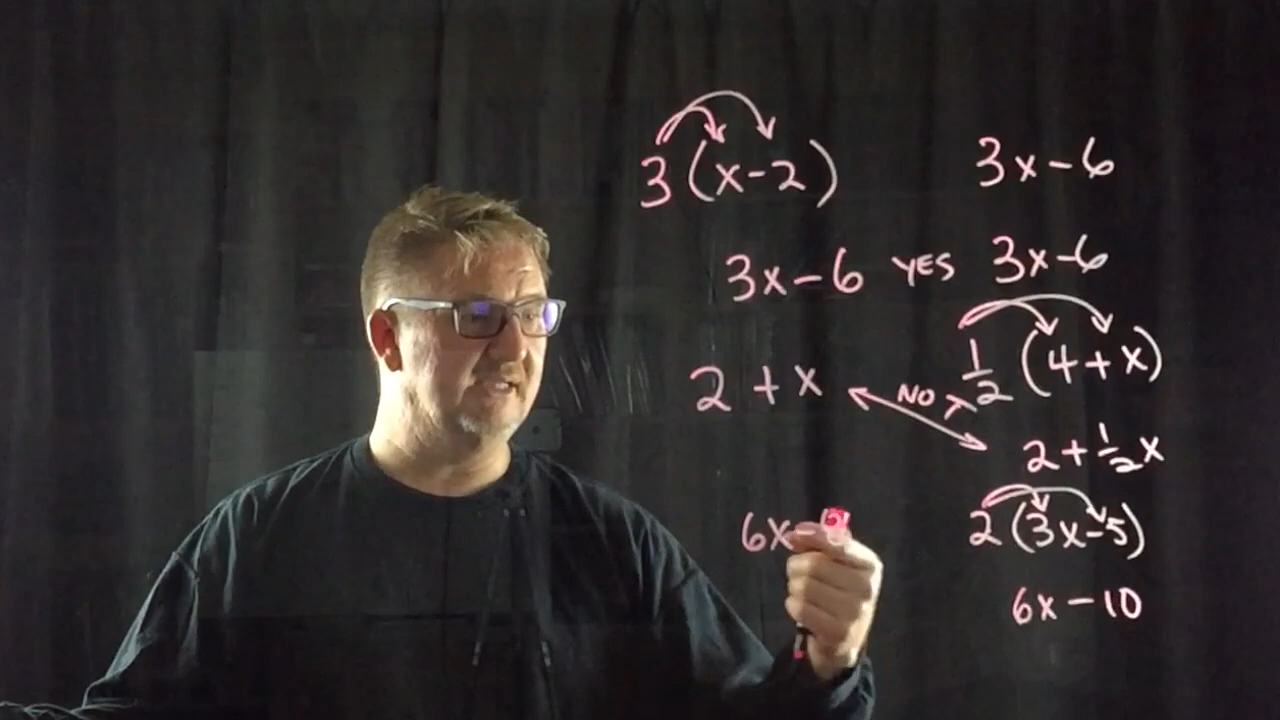 3(x-2) 3x-6
3x-6 YES 3x-6
1/2 (4+x)
2+x NO
2+1/2x
6x- 2(3x-5)
6x-10